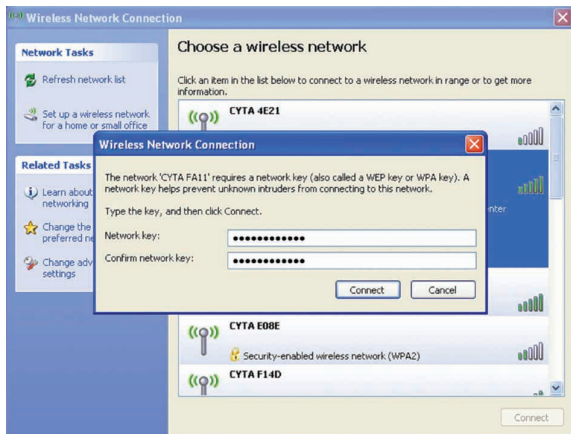 Wireless Network Connection
Network Tasks
Refresh network list
Set up a wireless network
for a home or small office
Related Tasks
Learn about
networking
Change the
preferred ne
Change adv
settings
Choose a wireless network
Click an item in the list below to connect to a wireless network in range or to get more
information.
CYTA 4E21
Wireless Network Connection
The network 'CYTA FA11' requires a network key (also called a WEP key or WPA key). A
network key helps prevent unknown intruders from connecting to this network.
Type the key, and then click Connect.
Network key:
Confirm network key:
Connect
Cancel
enter
CYTA E08E
Security-enabled wireless network (WPA2)
CYTA F14D
Connect